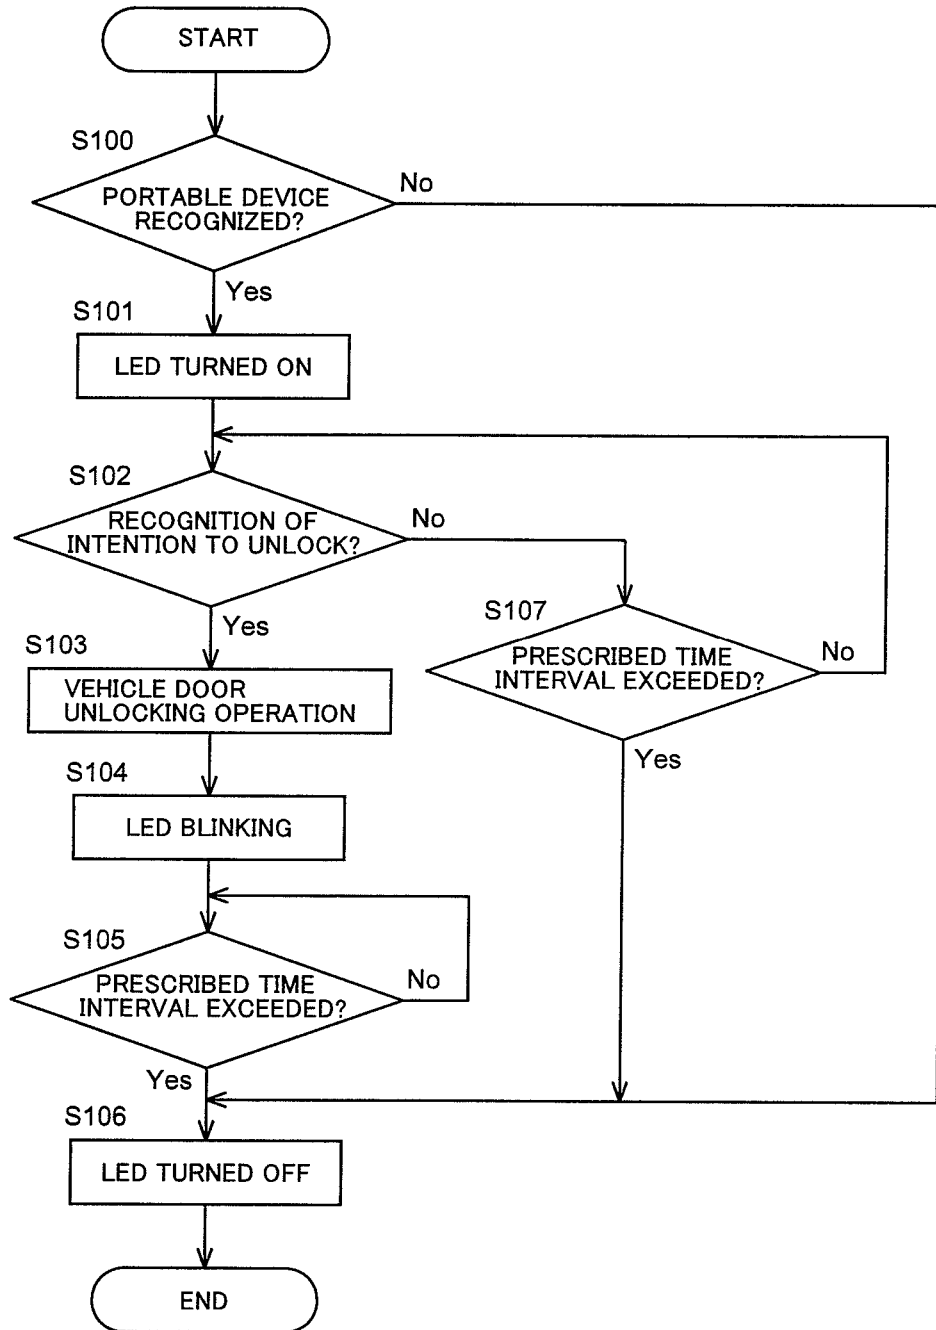 START
S100
PORTABLE DEVICE
RECOGNIZED?
No
Yes
S101
LED TURNED ON
S102
RECOGNITION OF
INTENTION TO UNLOCK?
No
Yes
S107
PRESCRIBED TIME
INTERVAL EXCEEDED?
No
Yes
S103
VEHICLE DOOR
UNLOCKING OPERATION
S104
LED BLINKING
S105
PRESCRIBED TIME
INTERVAL EXCEEDED?
No
Yes
S106
LED TURNED OFF
END